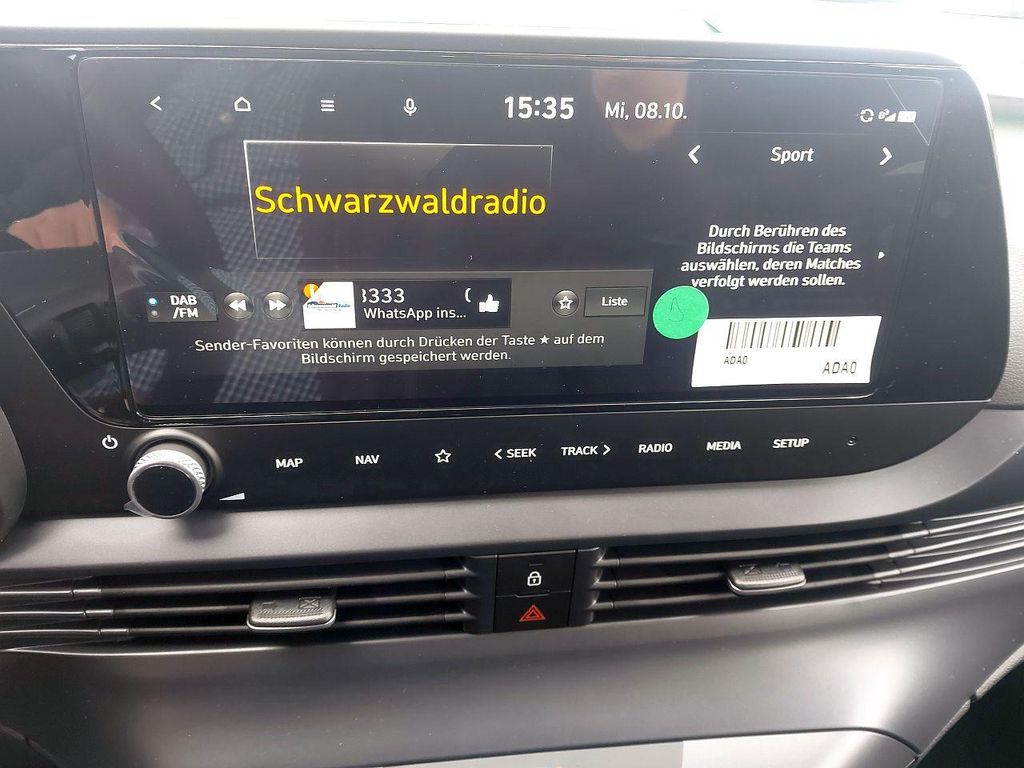 15:35 Mi, 08.10.
Sport
Schwarzwaldradio
Durch Berühren des
Bildschirms die Teams
auswählen, deren Matches
verfolgt werden sollen.
DAB
/FM
3333
WhatsApp ins...
Liste
Sender-Favoriten können durch Drücken der Taste ★ auf dem
Bildschirm gespeichert werden.
ADA0
ADA0
MAP NAV SEEK TRACK RADIO MEDIA SETUP